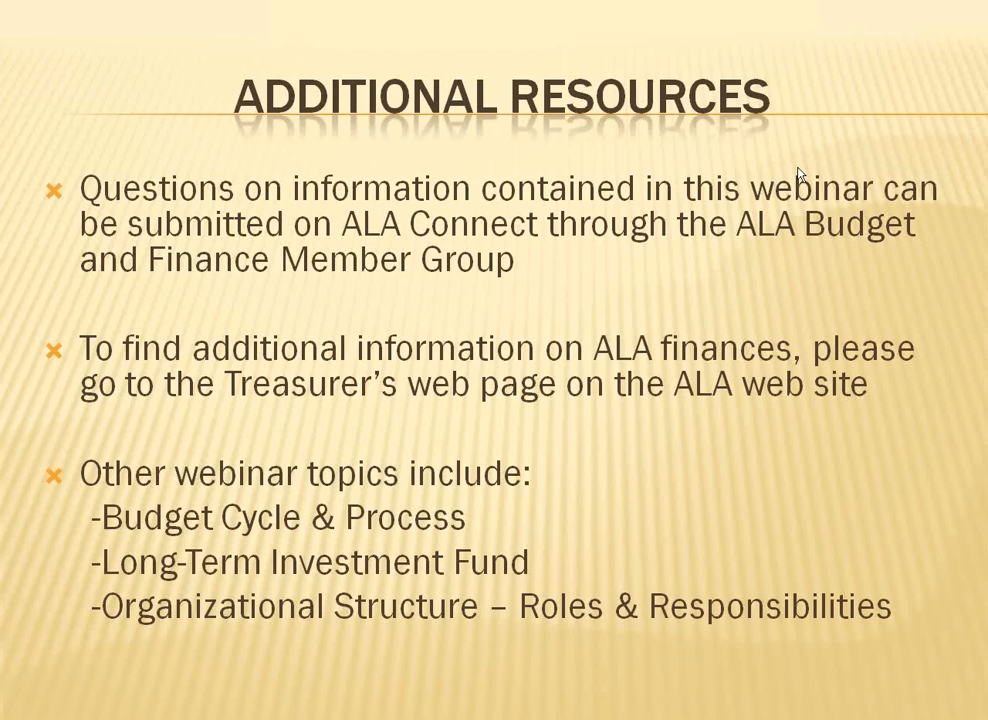 ADDITIONAL RESOURCES
Questions on information contained in this webinar can
be submitted on ALA Connect through the ALA Budget
and Finance Member Group
To find additional information on ALA finances, please
go to the Treasurer’s web page on the ALA web site
Other webinar topics include:
-Budget Cycle & Process
-Long-Term Investment Fund
-Organizational Structure – Roles & Responsibilities